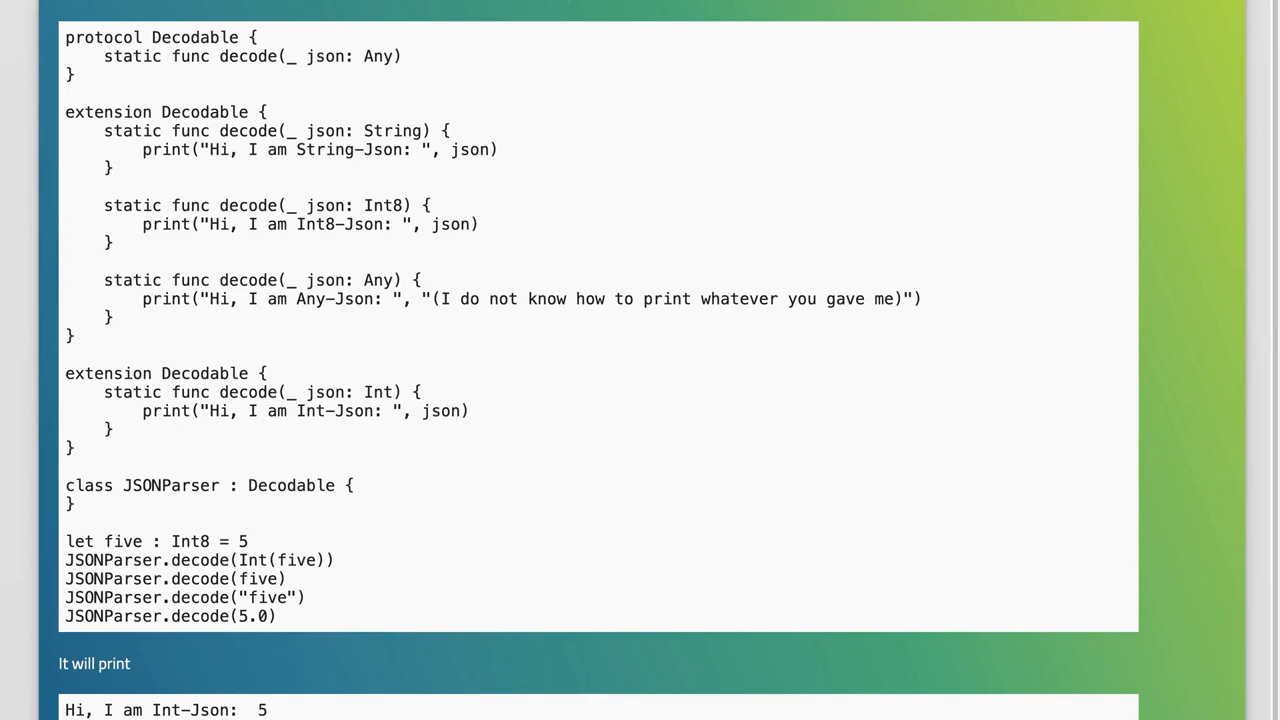 protocol Decodable {
    static func decode(_ json: Any)
}

extension Decodable {
    static func decode(_ json: String) {
        print("Hi, I am String-Json: ", json)
    }

    static func decode(_ json: Int8) {
        print("Hi, I am Int8-Json: ", json)
    }

    static func decode(_ json: Any) {
        print("Hi, I am Any-Json: ", "(I do not know how to print whatever you gave me)")
    }
}

extension Decodable {
    static func decode(_ json: Int) {
        print("Hi, I am Int-Json: ", json)
    }
}

class JSONParser : Decodable {
}

let five : Int8 = 5
JSONParser.decode(Int(five))
JSONParser.decode(five)
JSONParser.decode("five")
JSONParser.decode(5.0)
It will print
Hi, I am Int-Json:  5